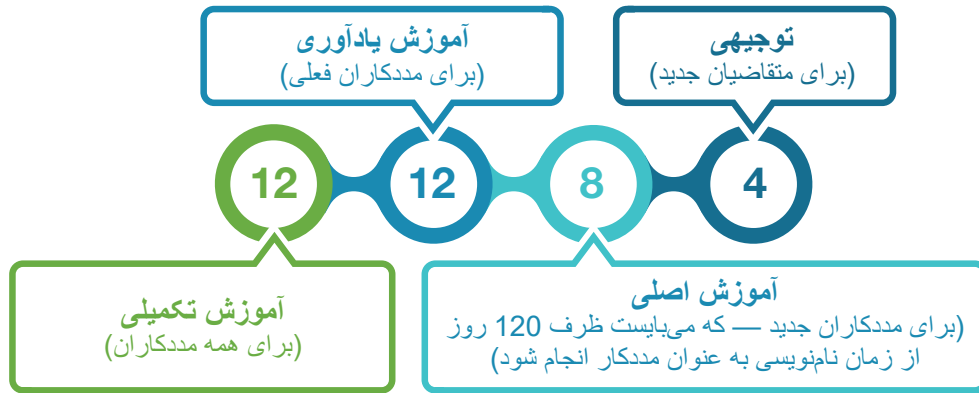 توجیهی
(برای متقاضیان جدید)
آموزش یادآوری
(برای مددکاران فعلی)
4
8
12
12
آموزش اصلی
(برای مددکاران جدید — که می‌بایست ظرف 120 روز
از زمان نام‌نویسی به عنوان مددکار انجام شود)
آموزش تکمیلی
(برای همه مددکاران)